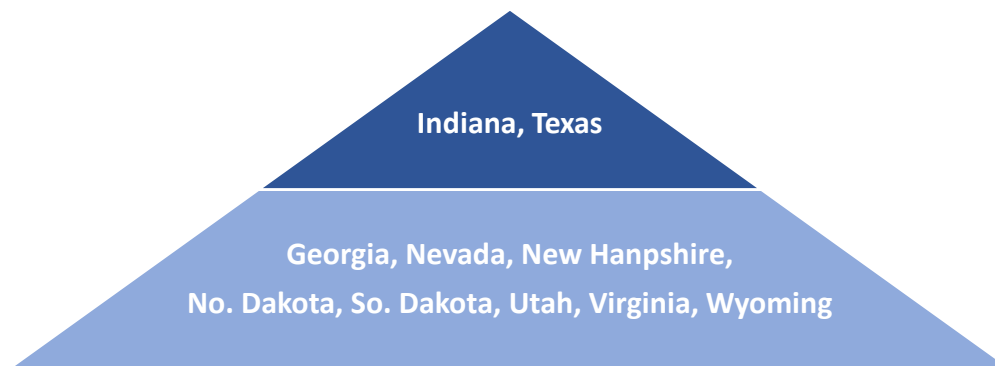 Indiana, Texas
Georgia, Nevada, New Hanpshire,
No. Dakota, So. Dakota, Utah, Virginia, Wyoming